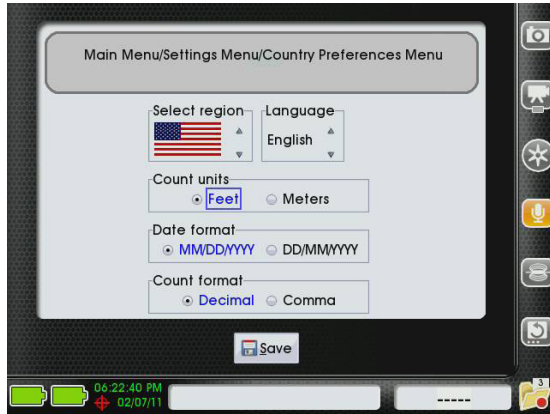 Main Menu/Settings Menu/Country Preferences Menu
Select region
Language
English
Count units
Feet
Meters
Date format
MM/DD/YYYY
DD/MM/YYYY
Count format
Decimal
Comma
Save
06:22:40 PM
02/07/11
-----
3